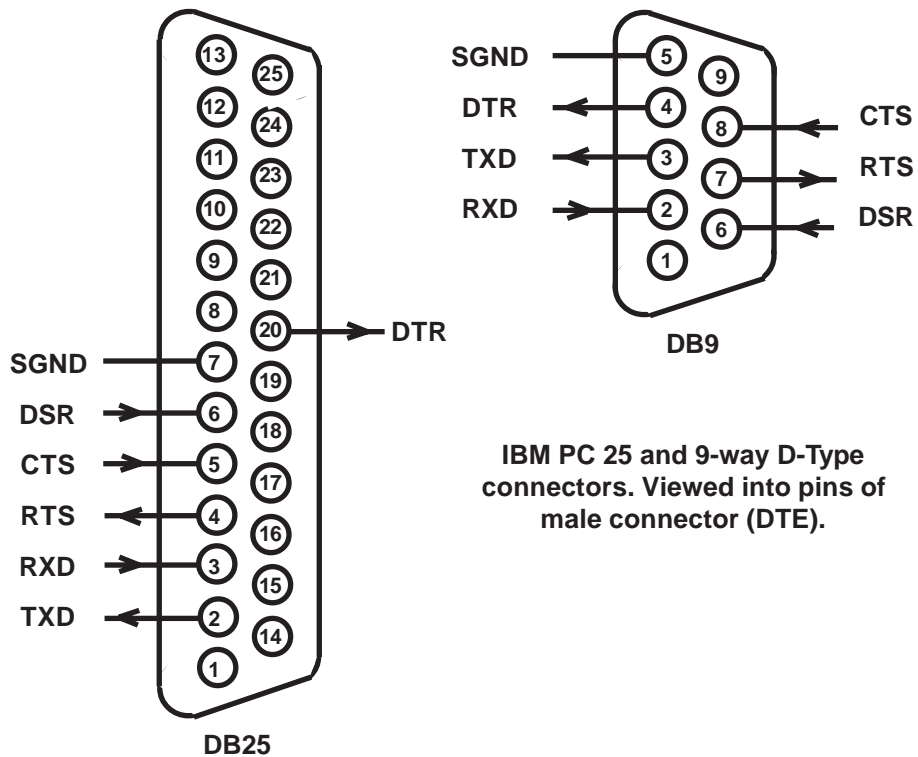 13
25
12
24
11
23
10
22
9
21
8
20
DTR
SGND
7
19
DSR
6
18
CTS
5
17
RTS
4
16
RXD
3
15
TXD
2
14
1
DB25
SGND
5
9
DTR
4
8
CTS
TXD
3
7
RTS
RXD
2
6
DSR
1
DB9
IBM PC 25 and 9-way D-Type
connectors. Viewed into pins of
male connector (DTE).